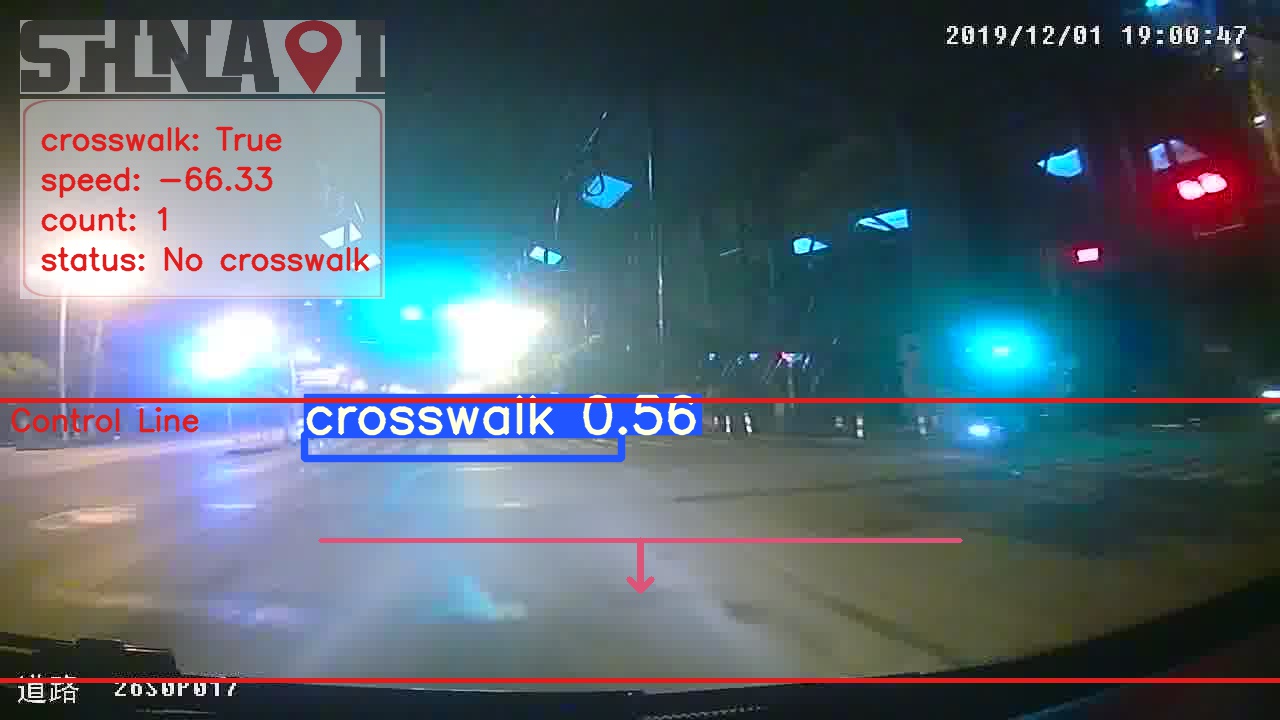 SHNAVI
2019/12/01 19:00:47
crosswalk: True
speed: -66.33
count: 1
status: No crosswalk
Control Line
crosswalk 0.56
道路